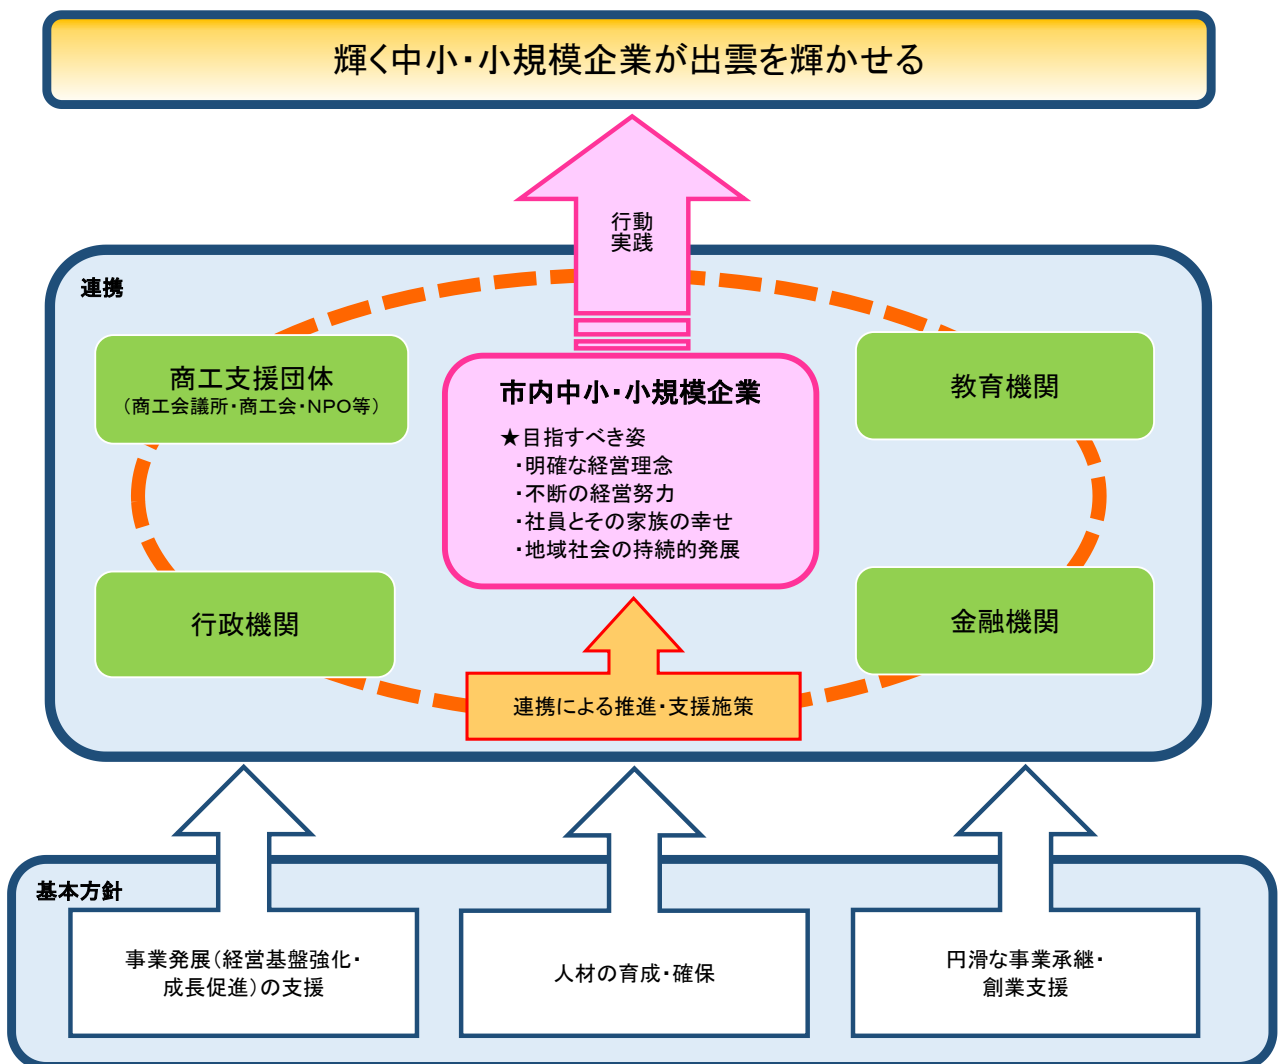 輝く中小・小規模企業が出雲を輝かせる
行動
実践
連携
商工支援団体
（商工会議所・商工会・NPO等）
教育機関
市内中小・小規模企業
★目指すべき姿
・明確な経営理念
・不断の経営努力
・社員とその家族の幸せ
・地域社会の持続的発展
行政機関
金融機関
連携による推進・支援施策
基本方針
事業発展（経営基盤強化・
成長促進）の支援
人材の育成・確保
円滑な事業承継・
創業支援